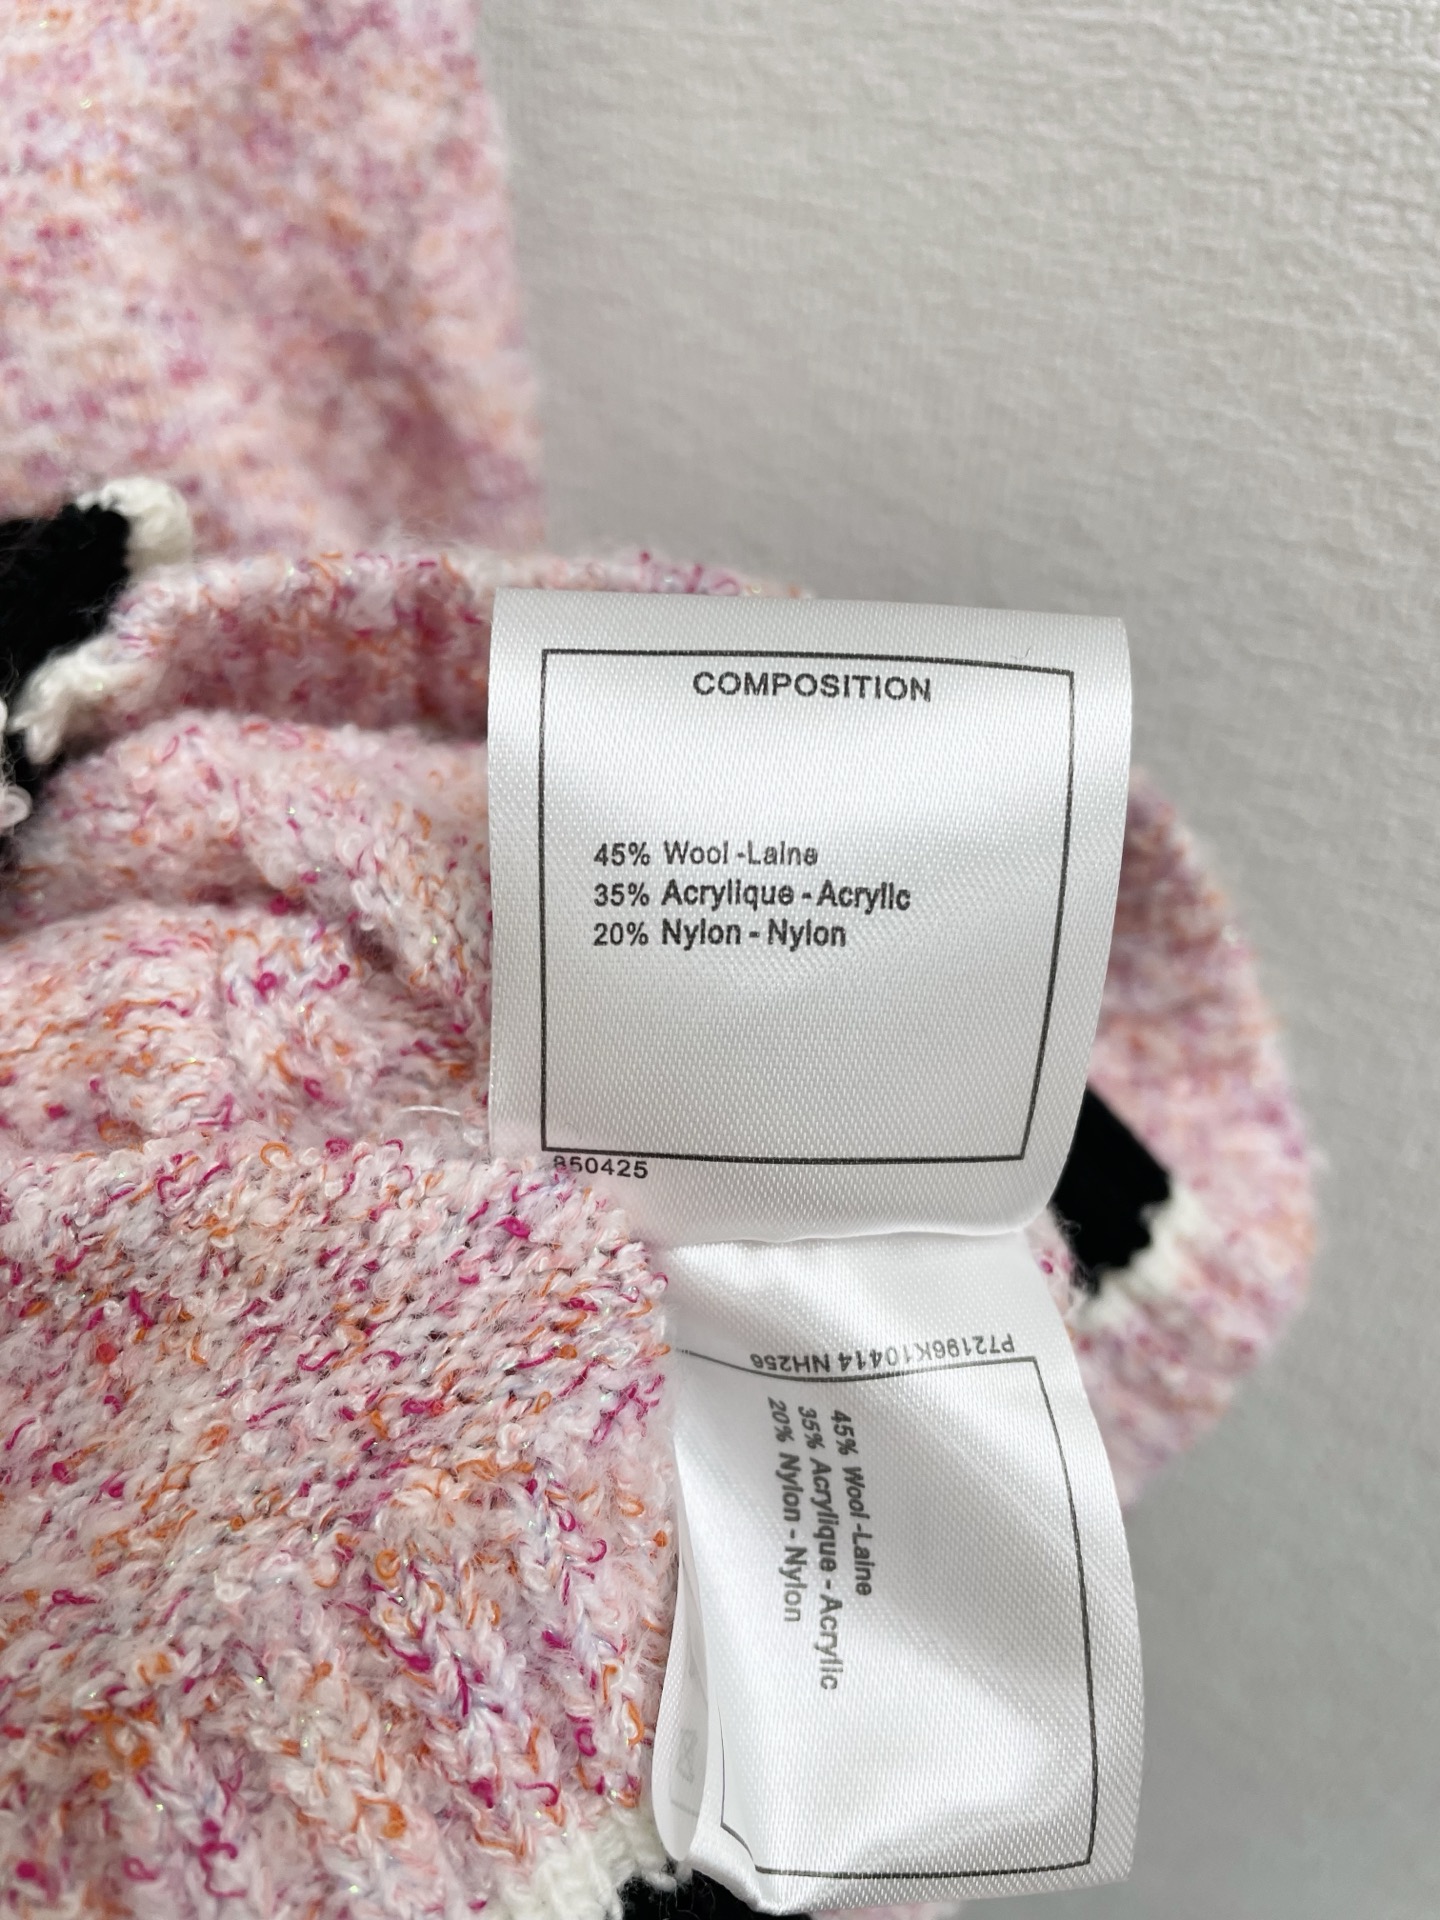 COMPOSITION
45% Wool -Laine
35% Acrylique - Acrylic
20% Nylon - Nylon
850425
P72196K10414 NH256
45% Wool -Laine
35% Acrylique - Acrylic
20% Nylon - Nylon